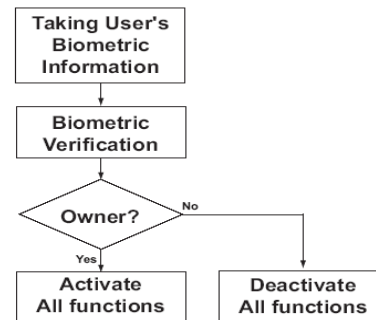 Taking User's
Biometric
Information
Biometric
Verification
Owner?
No
Yes
Activate
All functions
Deactivate
All functions